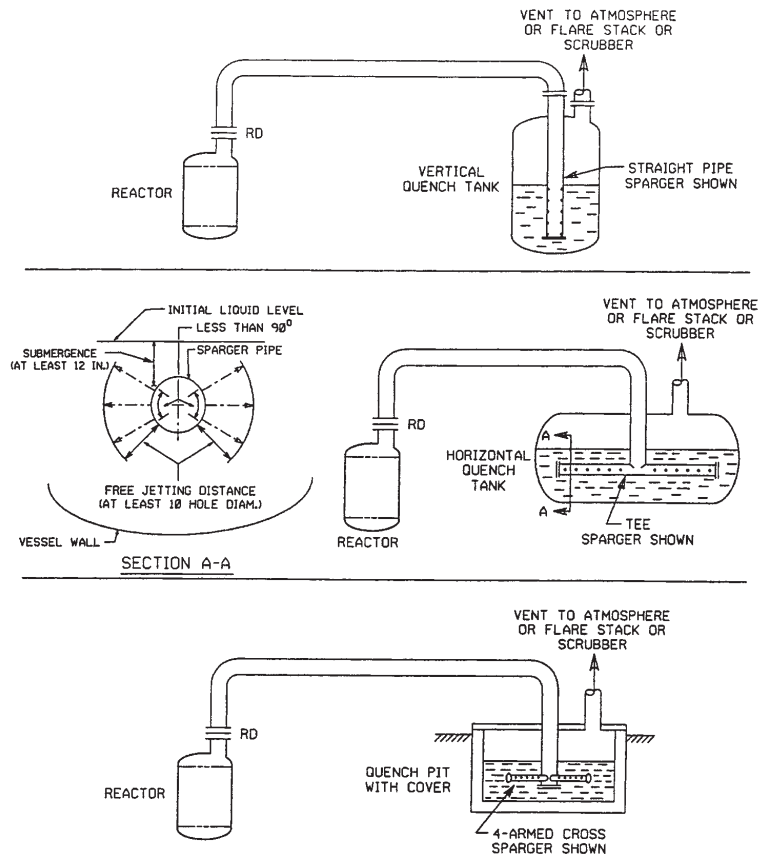 VENT TO ATMOSPHERE
OR FLARE STACK OR
SCRUBBER
RD
REACTOR
VERTICAL
QUENCH TANK
STRAIGHT PIPE
SPARGER SHOWN
INITIAL LIQUID LEVEL
LESS THAN 90°
SUBMERGENCE
(AT LEAST 12 IN.)
SPARGER PIPE
FREE JETTING DISTANCE
(AT LEAST 10 HOLE DIAM.)
VESSEL WALL
SECTION A-A
VENT TO ATMOSPHERE
OR FLARE STACK OR
SCRUBBER
RD
A
HORIZONTAL
QUENCH
TANK
A
TEE
SPARGER SHOWN
REACTOR
VENT TO ATMOSPHERE
OR FLARE STACK OR
SCRUBBER
RD
REACTOR
QUENCH PIT
WITH COVER
4-ARMED CROSS
SPARGER SHOWN